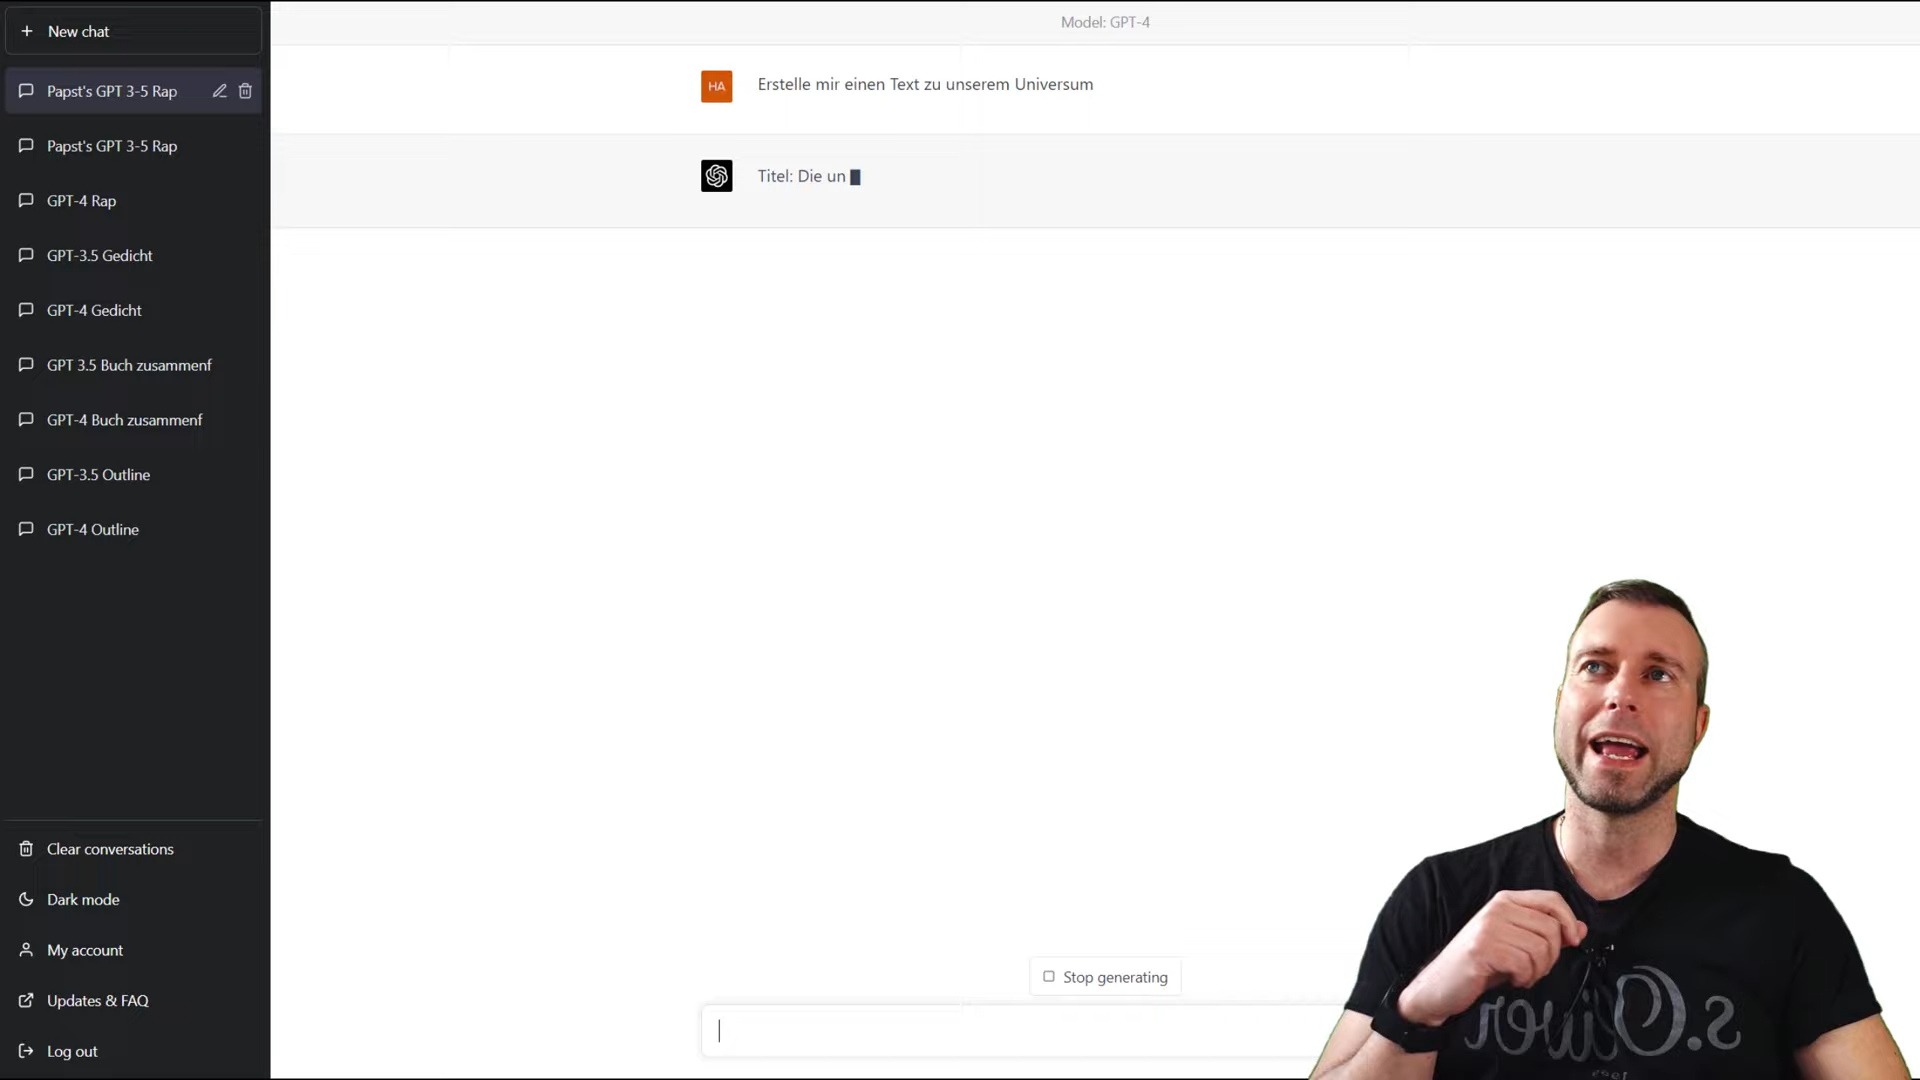 New chat
Papst's GPT 3-5 Rap
Papst's GPT 3-5 Rap
GPT-4 Rap
GPT-3.5 Gedicht
GPT-4 Gedicht
GPT 3.5 Buch zusammenf
GPT-4 Buch zusammenf
GPT-3.5 Outline
GPT-4 Outline
Clear conversations
Dark mode
My account
Updates & FAQ
Log out
Model: GPT-4
HA
Erstelle mir einen Text zu unserem Universum
Titel: Die un
Stop generating
s.Oliver